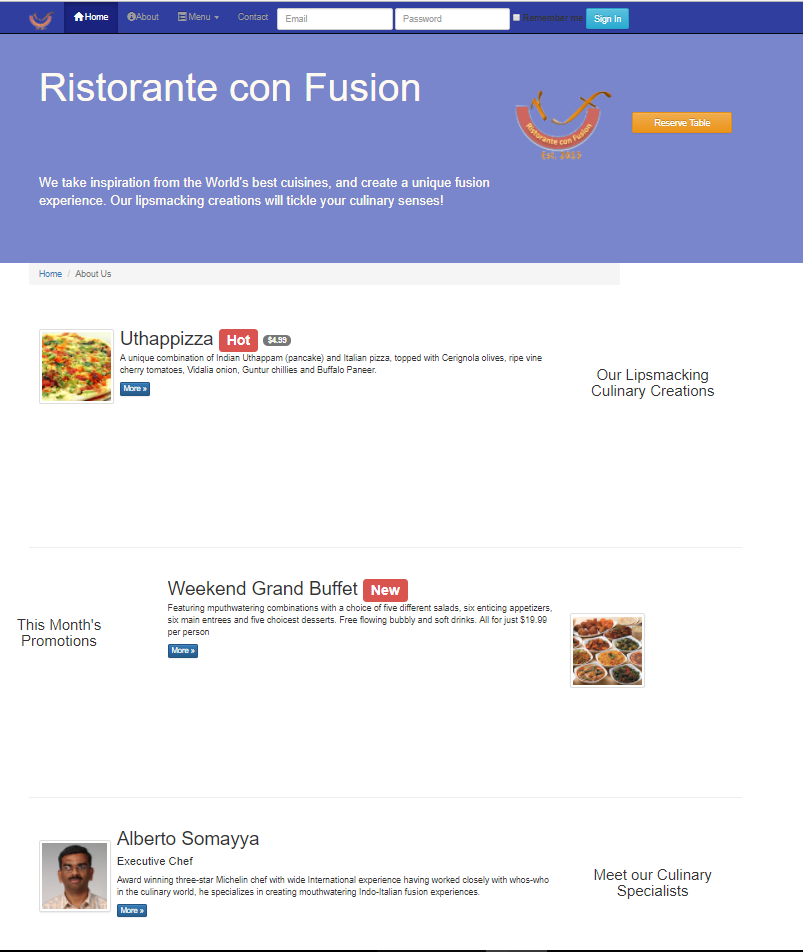 Home About Menu Contact Email Password Remember me Sign In
Ristorante con Fusion
Ristorante con Fusion
Reserve Table
We take inspiration from the World's best cuisines, and create a unique fusion
experience. Our lipsmacking creations will tickle your culinary senses!
Home / About Us
Uthappizza Hot $4.99
A unique combination of Indian Uthappam (pancake) and Italian pizza, topped with Cerignola olives, ripe vine
cherry tomatoes, Vidalia onion, Guntur chillies and Buffalo Paneer.
More »
Our Lipsmacking
Culinary Creations
Weekend Grand Buffet New
Featuring mputhwatering combinations with a choice of five different salads, six enticing appetizers,
six main entrees and five choicest desserts. Free flowing bubbly and soft drinks. All for just $19.99
per person
More »
This Month's
Promotions
Alberto Somayya
Executive Chef
Award winning three-star Michelin chef with wide International experience having worked closely with whos-who
in the culinary world, he specializes in creating mouthwatering Indo-Italian fusion experiences.
More »
Meet our Culinary
Specialists